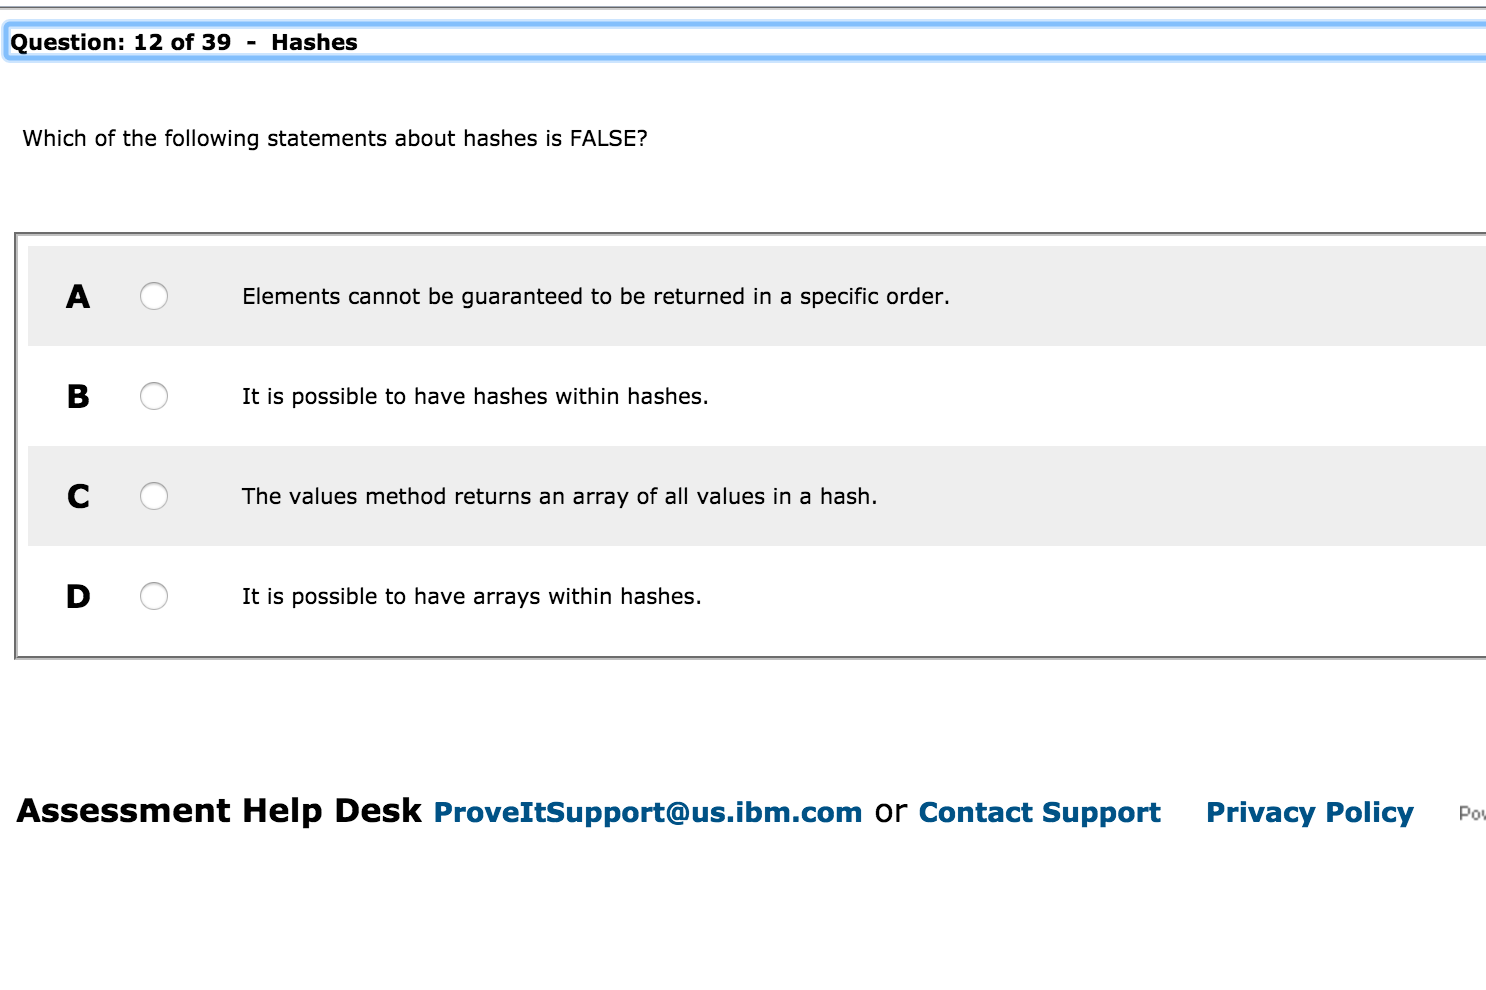 Question: 12 of 39 - Hashes
Which of the following statements about hashes is FALSE?
A Elements cannot be guaranteed to be returned in a specific order.
B It is possible to have hashes within hashes.
C The values method returns an array of all values in a hash.
D It is possible to have arrays within hashes.
Assessment Help Desk ProveItSupport@us.ibm.com or Contact Support Privacy Policy